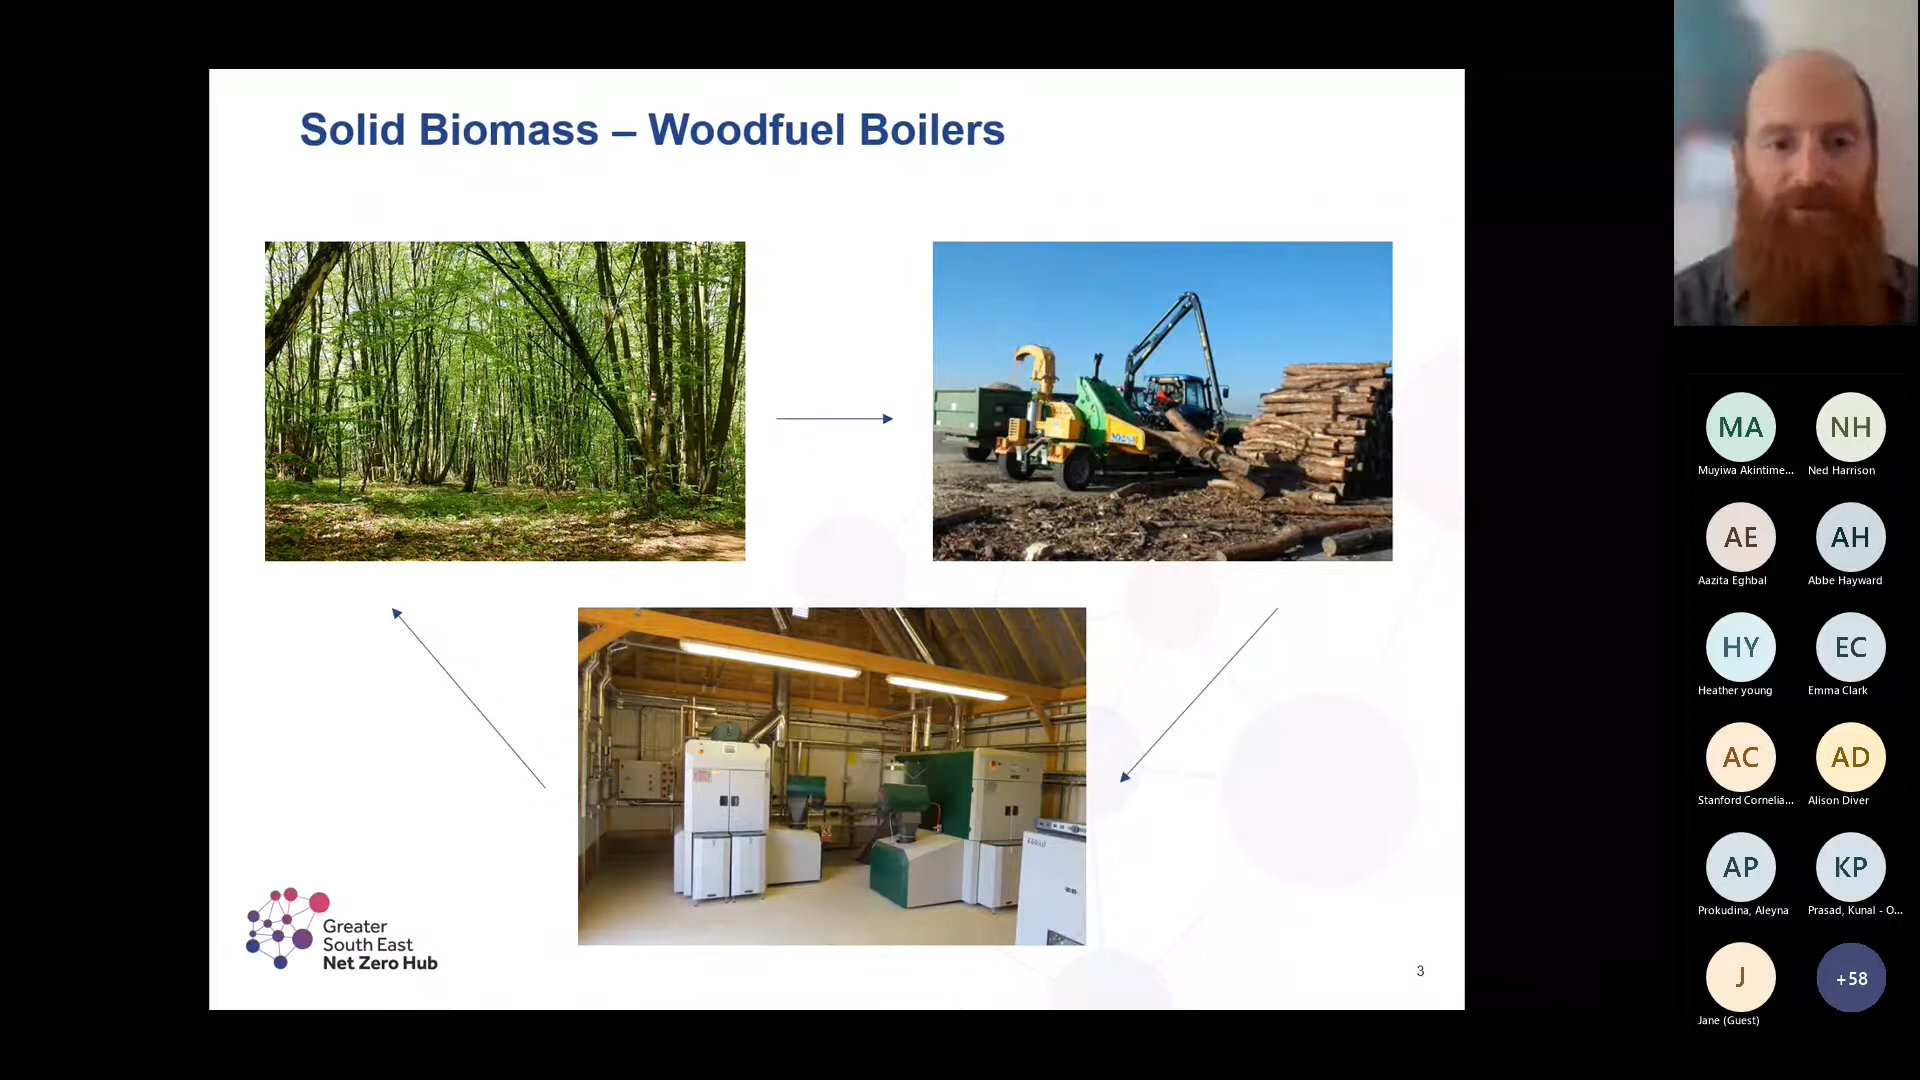 Solid Biomass – Woodfuel Boilers
Greater
South East
Net Zero Hub
3
MA
Muyiwa Akintime...
NH
Ned Harrison
AE
Aazita Eghbal
AH
Abbe Hayward
HY
Heather young
EC
Emma Clark
AC
Stanford Cornelia...
AD
Alison Diver
AP
Prokudina, Aleyna
KP
Prasad, Kunal - O...
J
Jane (Guest)
+58